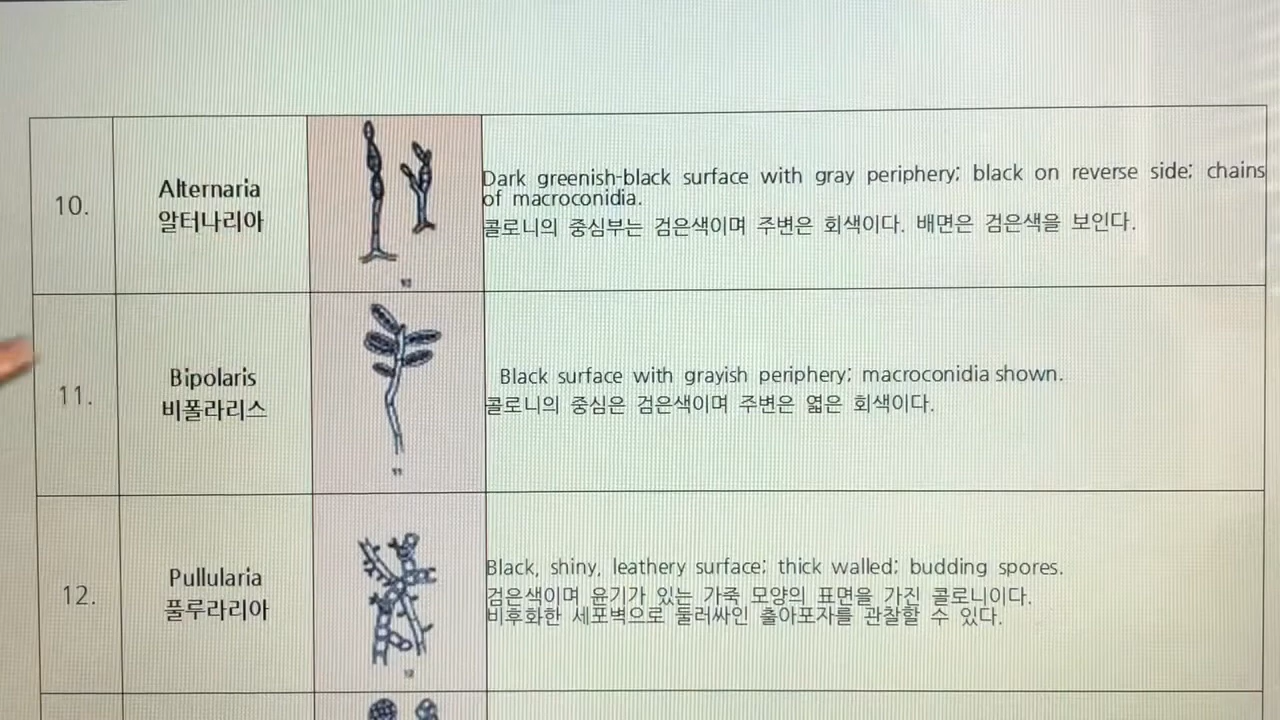 10.
Alternaria
알터나리아
Dark greenish-black surface with gray periphery; black on reverse side; chains
of macroconidia.
콜로니의 중심부는 검은색이며 주변은 회색이다. 배면은 검은색을 보인다.
11.
Bipolaris
비폴라리스
Black surface with grayish periphery; macroconidia shown.
콜로니의 중심은 검은색이며 주변은 엷은 회색이다.
11
12.
Pullularia
풀루라리아
Black, shiny, leathery surface; thick walled; budding spores.
검은색이며 윤기가 있는 가죽 모양의 표면을 가진 콜로니이다.
비후화한 세포벽으로 둘러싸인 출아포자를 관찰할 수 있다.
12